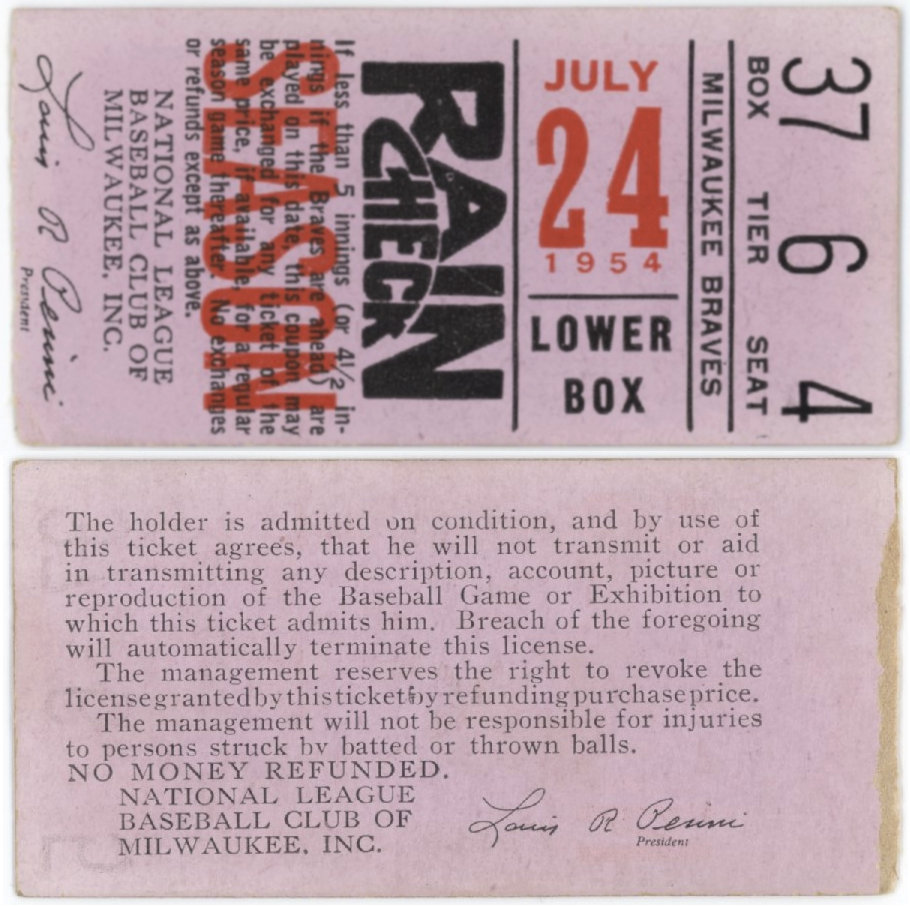 37 6 4
BOX TIER SEAT
MILWAUKEE BRAVES
JULY
24
1954
LOWER
BOX
RAIN
CHECK
If less than 5 innings (or 4½ in-
nings if the Braves are ahead) are
played on this date, this coupon may
be exchanged for any ticket of the
same price, if available, for a regular
season game thereafter. No exchanges
or refunds except as above.
SEASON
NATIONAL LEAGUE
BASEBALL CLUB OF
MILWAUKEE, INC.
Louis R Perini
President
The holder is admitted on condition, and by use of
this ticket agrees, that he will not transmit or aid
in transmitting any description, account, picture or
reproduction of the Baseball Game or Exhibition to
which this ticket admits him. Breach of the foregoing
will automatically terminate this license.
The management reserves the right to revoke the
license granted by this ticket by refunding purchase price.
The management will not be responsible for injuries
to persons struck by batted or thrown balls.
NO MONEY REFUNDED.
NATIONAL LEAGUE
BASEBALL CLUB OF
MILWAUKEE, INC.
Louis R Perini
President